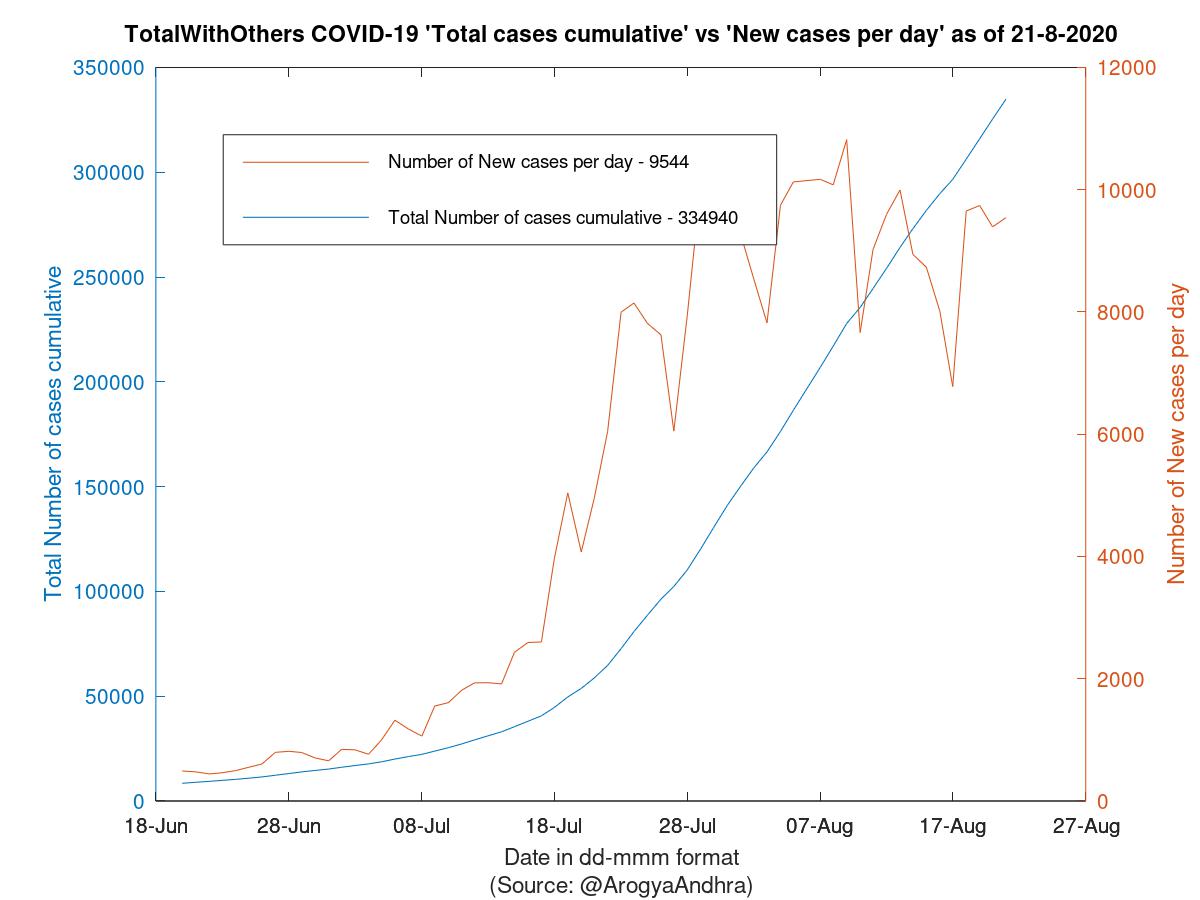 TotalWithOthers COVID-19 'Total cases cumulative' vs 'New cases per day' as of 21-8-2020
350000
300000
250000
200000
150000
100000
50000
0
Total Number of cases cumulative
Number of New cases per day - 9544
Total Number of cases cumulative - 334940
12000
10000
8000
6000
4000
2000
0
Number of New cases per day
18-Jun 28-Jun 08-Jul 18-Jul 28-Jul 07-Aug 17-Aug 27-Aug
Date in dd-mmm format
(Source: @ArogyaAndhra)